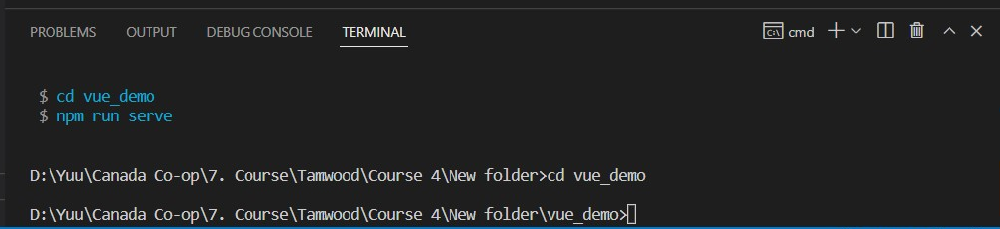 PROBLEMS OUTPUT DEBUG CONSOLE TERMINAL cmd
$ cd vue_demo
$ npm run serve
D:\Yuu\Canada Co-op\7. Course\Tamwood\Course 4\New folder>cd vue_demo
D:\Yuu\Canada Co-op\7. Course\Tamwood\Course 4\New folder\vue_demo>